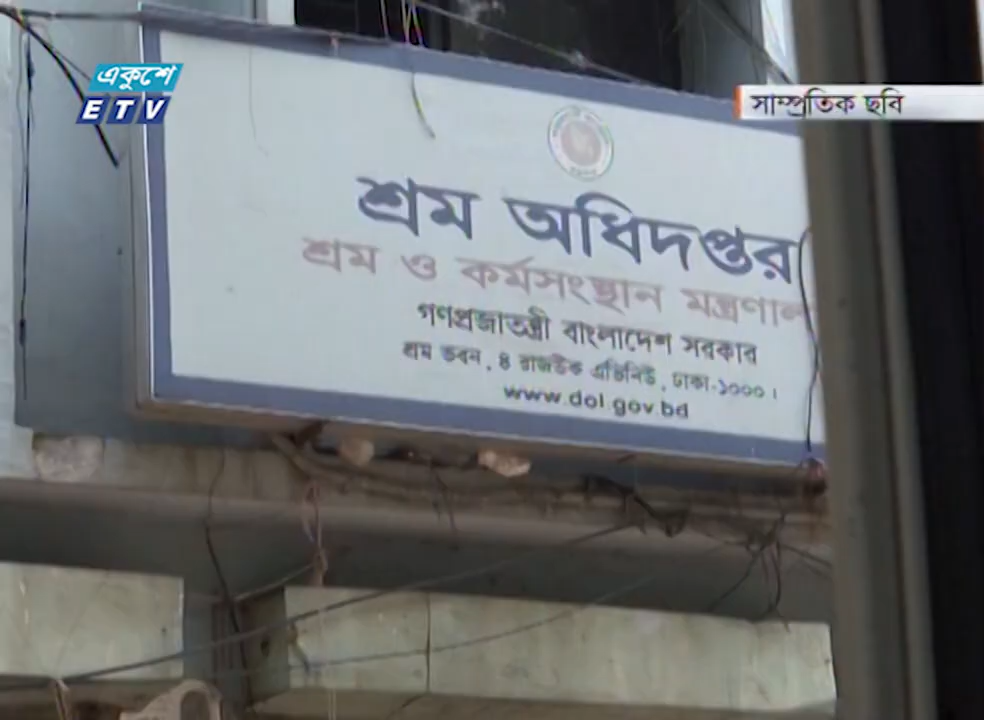 একুশে
ETV
সাম্প্রতিক ছবি
শ্রম অধিদপ্তর
শ্রম ও কর্মসংস্থান মন্ত্রণাল
গণপ্রজাতন্ত্রী বাংলাদেশ সরকার
শ্রম ভবন, ৪ রাজউক এভিনিউ, ঢাকা-১০০০।
www.dol.gov.bd